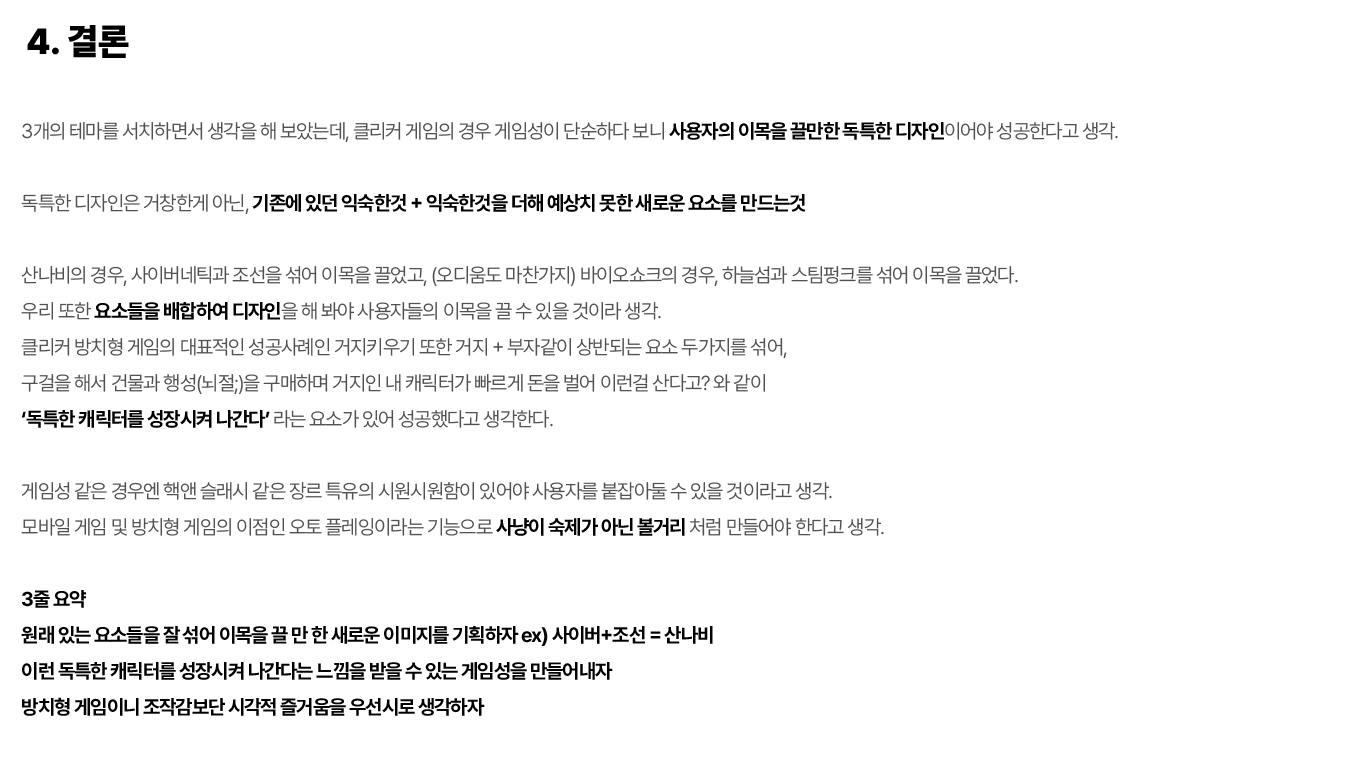 4. 결론
3개의 테마를 서치하면서 생각을 해 보았는데, 클리커 게임의 경우 게임성이 단순하다 보니 사용자의 이목을 끌만한 독특한 디자인이어야 성공한다고 생각.
독특한 디자인은 거창한게 아닌, 기존에 있던 익숙한것 + 익숙한것을 더해 예상치 못한 새로운 요소를 만드는것
산나비의 경우, 사이버네틱과 조선을 섞어 이목을 끌었고, (오디움도 마찬가지) 바이오쇼크의 경우, 하늘섬과 스팀펑크를 섞어 이목을 끌었다.
우리 또한 요소들을 배합하여 디자인을 해 봐야 사용자들의 이목을 끌 수 있을 것이라 생각.
클리커 방치형 게임의 대표적인 성공사례인 거지키우기 또한 거지 + 부자같이 상반되는 요소 두가지를 섞어,
구걸을 해서 건물과 행성(뇌절;)을 구매하며 거지인 내 캐릭터가 빠르게 돈을 벌어 이런걸 산다고? 와 같이
‘독특한 캐릭터를 성장시켜 나간다’ 라는 요소가 있어 성공했다고 생각한다.
게임성 같은 경우엔 핵앤 슬래시 같은 장르 특유의 시원시원함이 있어야 사용자를 붙잡아둘 수 있을 것이라고 생각.
모바일 게임 및 방치형 게임의 이점인 오토 플레잉이라는 기능으로 사냥이 숙제가 아닌 볼거리 처럼 만들어야 한다고 생각.
3줄 요약
원래 있는 요소들을 잘 섞어 이목을 끌 만 한 새로운 이미지를 기획하자 ex) 사이버+조선 = 산나비
이런 독특한 캐릭터를 성장시켜 나간다는 느낌을 받을 수 있는 게임성을 만들어내자
방치형 게임이니 조작감보단 시각적 즐거움을 우선시로 생각하자